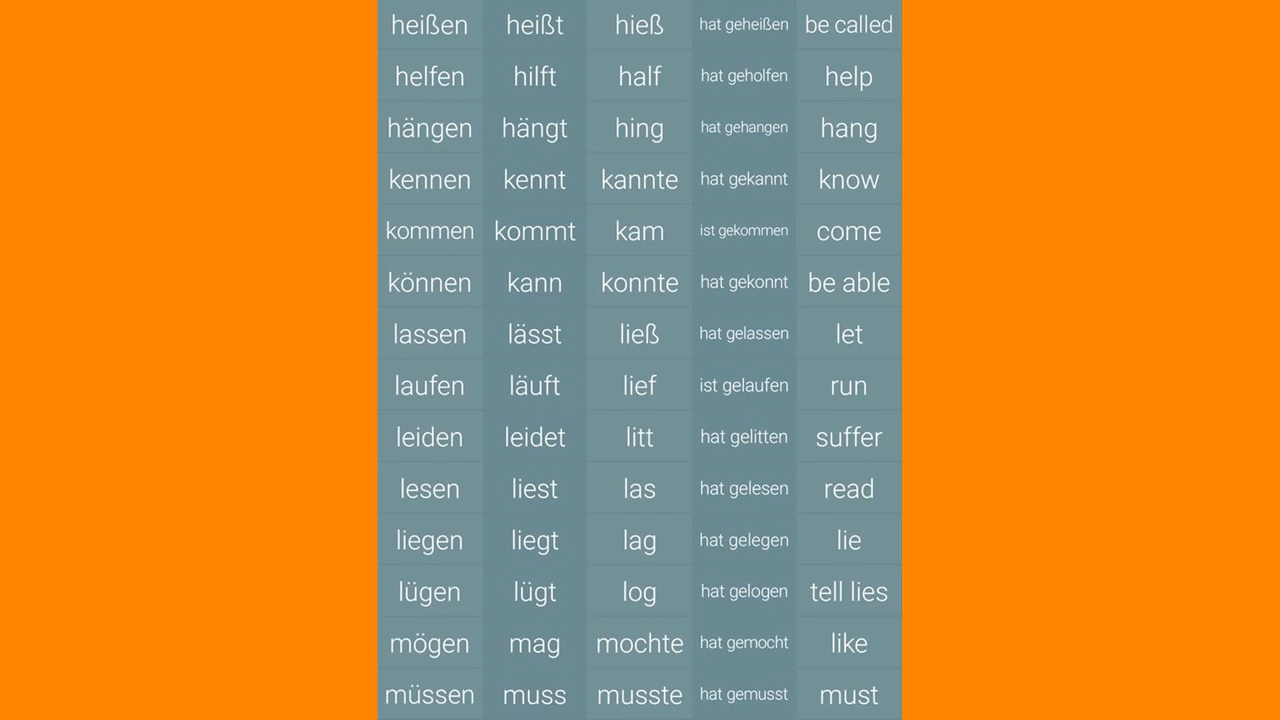 heißen heißt hieß hat geheißen be called
helfen hilft half hat geholfen help
hängen hängt hing hat gehangen hang
kennen kennt kannte hat gekannt know
kommen kommt kam ist gekommen come
können kann konnte hat gekonnt be able
lassen lässt ließ hat gelassen let
laufen läuft lief ist gelaufen run
leiden leidet litt hat gelitten suffer
lesen liest las hat gelesen read
liegen liegt lag hat gelegen lie
lügen lügt log hat gelogen tell lies
mögen mag mochte hat gemocht like
müssen muss musste hat gemusst must